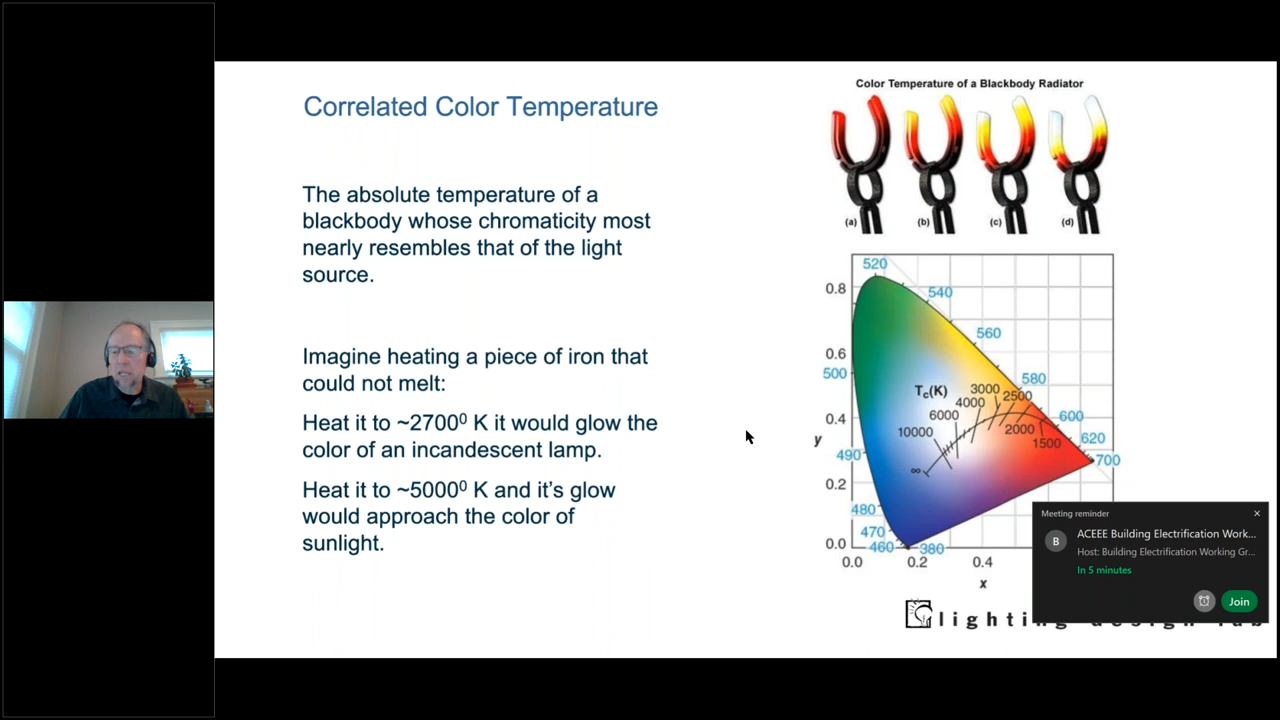 Correlated Color Temperature
The absolute temperature of a
blackbody whose chromaticity most
nearly resembles that of the light
source.
Imagine heating a piece of iron that
could not melt:
Heat it to ~2700⁰ K it would glow the
color of an incandescent lamp.
Heat it to ~5000⁰ K and it's glow
would approach the color of
sunlight.
Color Temperature of a Blackbody Radiator
(a) (b) (c) (d)
520
0.8
540
560
0.6
500
580
Tc(K)
3000
2500
4000
6000
0.4
600
2000
10000
1500
620
y
490
700
∞
0.2
480
470
0.0
460
380
0.0 0.2 0.4
x
Meeting reminder
ACEEE Building Electrification Work...
B
Host: Building Electrification Working Gr...
In 5 minutes
Join
lighting design lab